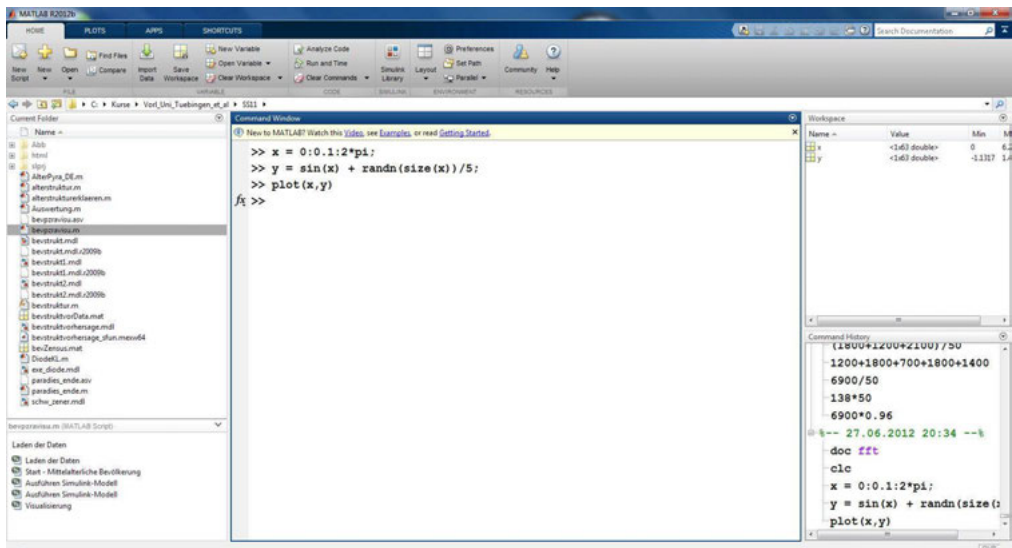 MATLAB R2012b
HOME PLOTS APPS SHORTCUTS
Search Documentation
New Script
New
Open
Find Files
Compare
Import Data
Save Workspace
New Variable
Open Variable
Clear Workspace
Analyze Code
Run and Time
Clear Commands
Simulink Library
Layout
Preferences
Set Path
Parallel
Community
Help
FILE VARIABLE CODE SIMULINK ENVIRONMENT RESOURCES
C: Kurse Vorl_Uni_Tuebingen_et_al SS11
Current Folder
Name
Abb
html
slprj
AlterPyra_DE.m
alterstruktur.m
alterstrukturerklaeren.m
Auswertung.m
bevpzraviou.asv
bevpzraviou.m
bevstrukt.mdl
bevstrukt.mdl.r2009b
bevstrukt1.mdl
bevstrukt1.mdl.r2009b
bevstrukt2.mdl
bevstrukt2.mdl.r2009b
bevstruktur.m
bevstruktvorData.mat
bevstruktvorhersage.mdl
bevstruktvorhersage_sfun.mexw64
bevZensus.mat
DiodeKL.m
exe_diode.mdl
paradies_ende.asv
paradies_ende.m
schw_zener.mdl
bevpzraviou.m (MATLAB Script)
Laden der Daten
Laden der Daten
Start - Mittelalterliche Bevölkerung
Ausführen Simulink-Modell
Ausführen Simulink-Modell
Visualisierung
Command Window
New to MATLAB? Watch this Video, see Examples, or read Getting Started.
>> x = 0:0.1:2*pi;
>> y = sin(x) + randn(size(x))/5;
>> plot(x,y)
fx >>
Workspace
Name Value Min M
x <1x63 double> 0 6.2
y <1x63 double> -1.1317 1.4
Command History
(1800+1200+2100)/50
1200+1800+700+1800+1400
6900/50
138*50
6900*0.96
%-- 27.06.2012 20:34 --%
doc fft
clc
x = 0:0.1:2*pi;
y = sin(x) + randn(size(x
plot(x,y)